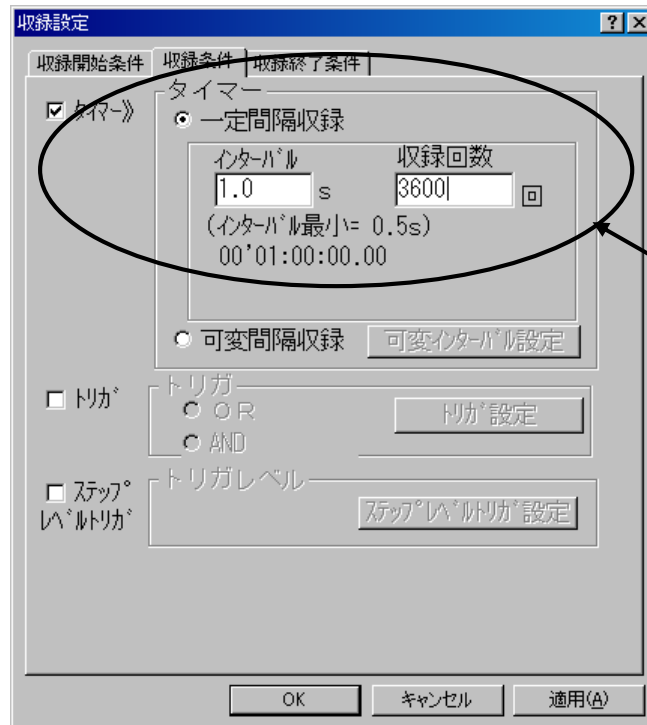 収録設定
収録開始条件 収録条件 収録終了条件
タイマー
ﾀｲﾏｰ》
一定間隔収録
ｲﾝﾀｰﾊﾞﾙ 収録回数
1.0 s 3600 回
(ｲﾝﾀｰﾊﾞﾙ最小= 0.5s)
00'01:00:00.00
可変間隔収録 可変ｲﾝﾀｰﾊﾞﾙ設定
トリガ
ﾄﾘｶﾞ
ＯＲ ﾄﾘｶﾞ設定
AND
トリガレベル
ｽﾃｯﾌﾟ
ﾚﾍﾞﾙﾄﾘｶﾞ
ｽﾃｯﾌﾟﾚﾍﾞﾙﾄﾘｶﾞ設定
OK ｷｬﾝｾﾙ 適用(A)